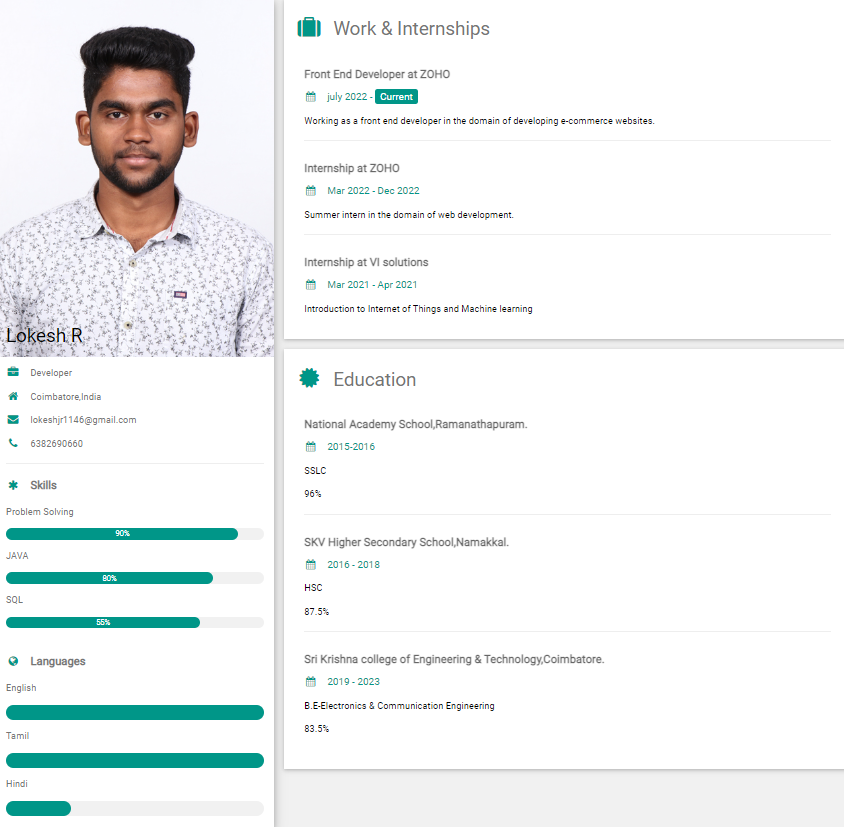 Lokesh R
Developer
Coimbatore,India
lokeshjr1146@gmail.com
6382690660
Skills
Problem Solving
90%
JAVA
80%
SQL
55%
Languages
English
Tamil
Hindi
Work & Internships
Front End Developer at ZOHO
july 2022 - Current
Working as a front end developer in the domain of developing e-commerce websites.
Internship at ZOHO
Mar 2022 - Dec 2022
Summer intern in the domain of web development.
Internship at VI solutions
Mar 2021 - Apr 2021
Introduction to Internet of Things and Machine learning
Education
National Academy School,Ramanathapuram.
2015-2016
SSLC
96%
SKV Higher Secondary School,Namakkal.
2016 - 2018
HSC
87.5%
Sri Krishna college of Engineering & Technology,Coimbatore.
2019 - 2023
B.E-Electronics & Communication Engineering
83.5%